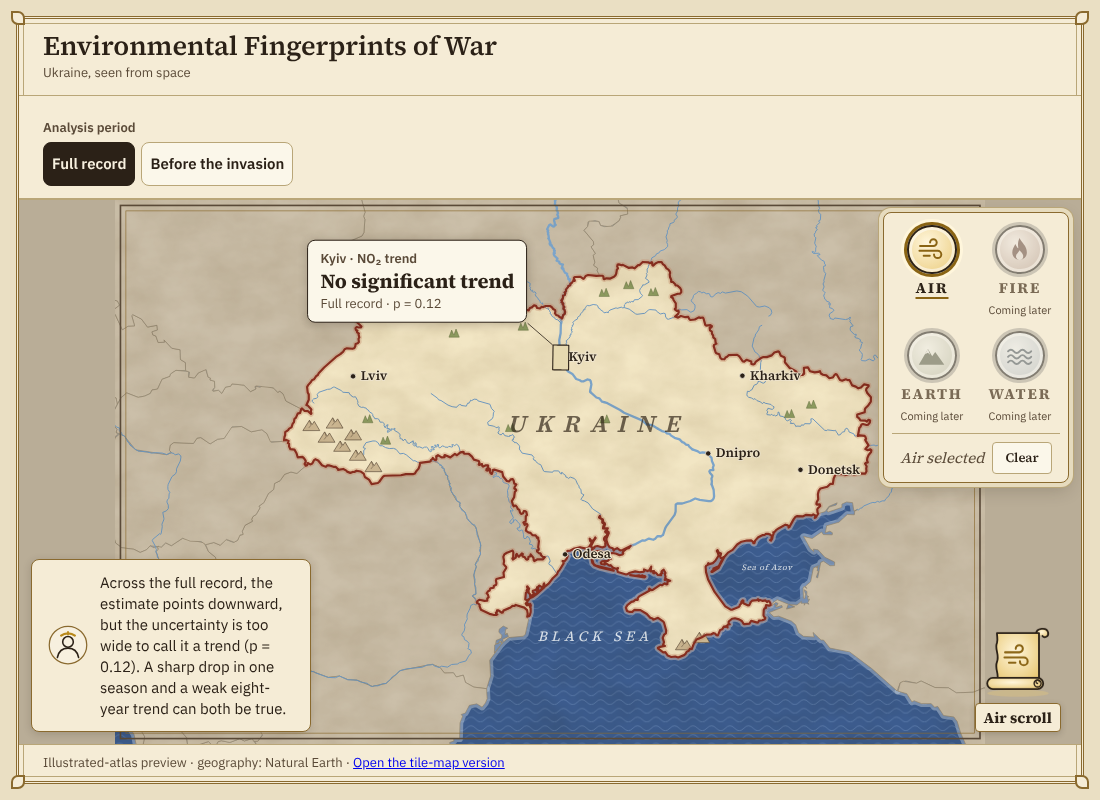 Environmental Fingerprints of War
Ukraine, seen from space
Analysis period
Full record
Before the invasion
Kyiv · NO₂ trend
No significant trend
Full record · p = 0.12
AIR
FIRE
Coming later
EARTH
Coming later
WATER
Coming later
Air selected
Clear
Kyiv
Lviv
Kharkiv
UKRAINE
Dnipro
Donetsk
Odesa
Sea of Azov
BLACK SEA
Across the full record, the
estimate points downward,
but the uncertainty is too
wide to call it a trend (p =
0.12). A sharp drop in one
season and a weak eight-
year trend can both be true.
Air scroll
Illustrated-atlas preview · geography: Natural Earth · Open the tile-map version